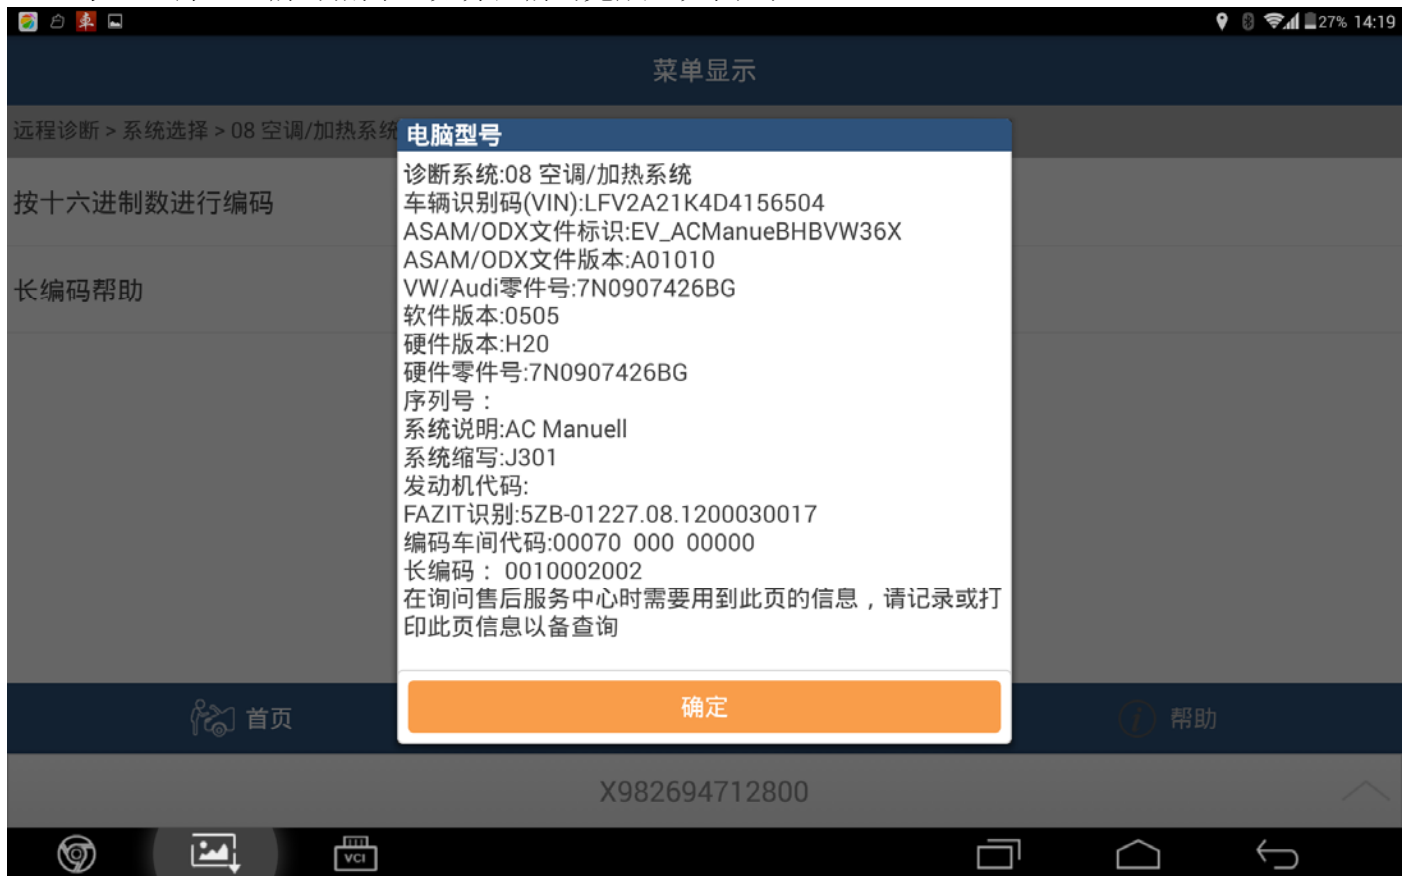 27% 14:19
菜单显示
远程诊断 > 系统选择 > 08 空调/加热系统
电脑型号
按十六进制数进行编码
长编码帮助
诊断系统:08 空调/加热系统
车辆识别码(VIN):LFV2A21K4D4156504
ASAM/ODX文件标识:EV_ACManueBHBVW36X
ASAM/ODX文件版本:A01010
VW/Audi零件号:7N0907426BG
软件版本:0505
硬件版本:H20
硬件零件号:7N0907426BG
序列号：
系统说明:AC Manuell
系统缩写:J301
发动机代码:
FAZIT识别:5ZB-01227.08.1200030017
编码车间代码:00070 000 00000
长编码： 0010002002
在询问售后服务中心时需要用到此页的信息，请记录或打
印此页信息以备查询
确定
首页
帮助
X982694712800
VCI